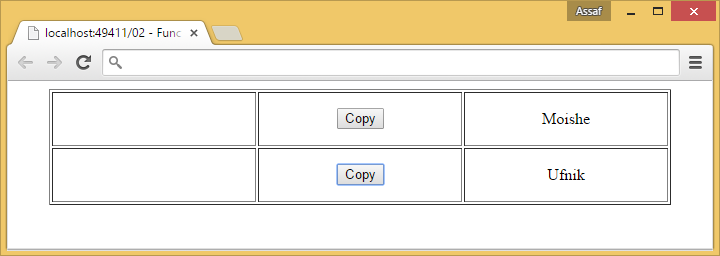 Assaf
localhost:49411/02 - Func
Copy Moishe
Copy Ufnik